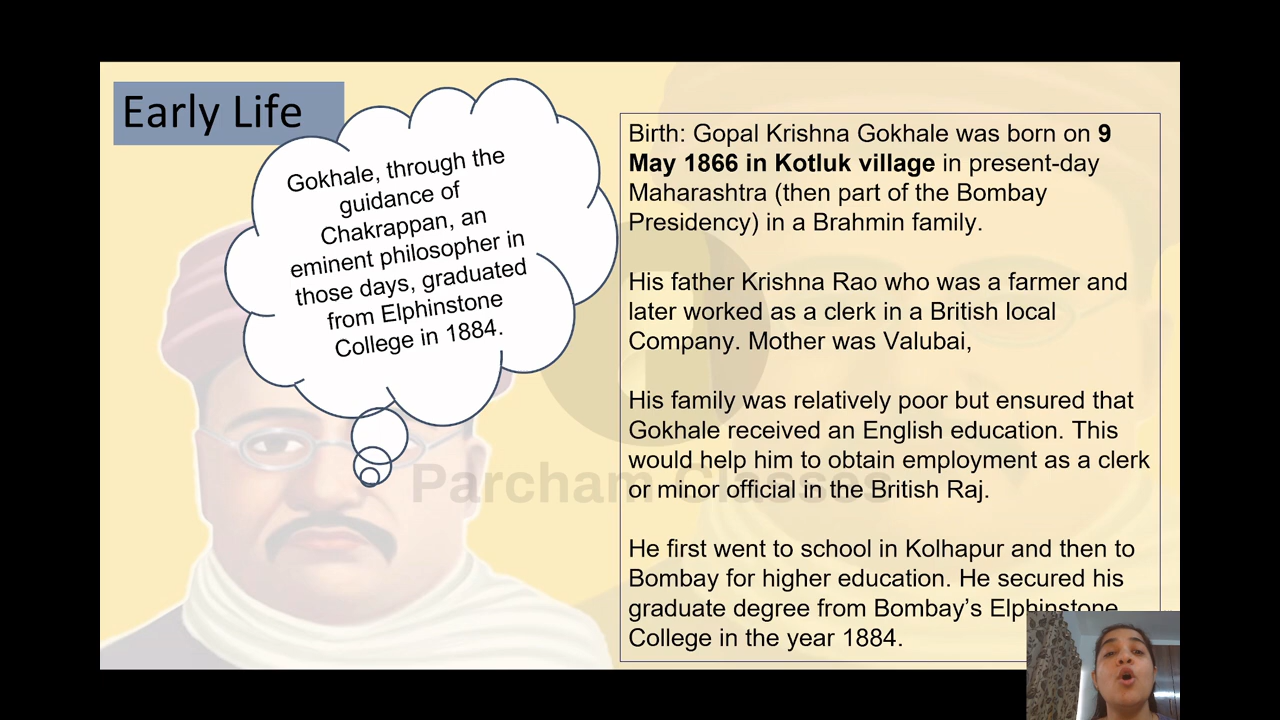 Early Life
Gokhale, through the
guidance of
Chakrappan, an
eminent philosopher in
those days, graduated
from Elphinstone
College in 1884.
Birth: Gopal Krishna Gokhale was born on 9
May 1866 in Kotluk village in present-day
Maharashtra (then part of the Bombay
Presidency) in a Brahmin family.
His father Krishna Rao who was a farmer and
later worked as a clerk in a British local
Company. Mother was Valubai,
His family was relatively poor but ensured that
Gokhale received an English education. This
would help him to obtain employment as a clerk
or minor official in the British Raj.
He first went to school in Kolhapur and then to
Bombay for higher education. He secured his
graduate degree from Bombay's Elphinstone
College in the year 1884.
Parcham Classes